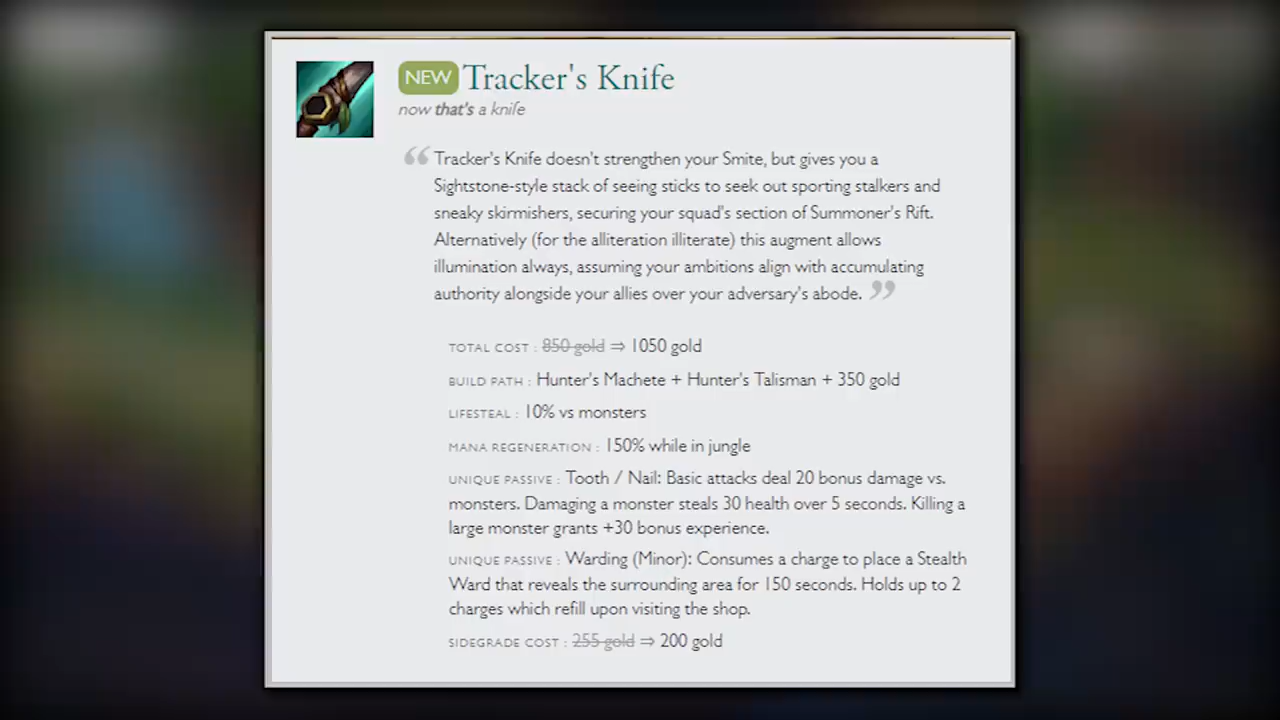 NEW Tracker's Knife
now that's a knife
“ Tracker's Knife doesn't strengthen your Smite, but gives you a
Sightstone-style stack of seeing sticks to seek out sporting stalkers and
sneaky skirmishers, securing your squad's section of Summoner's Rift.
Alternatively (for the alliteration illiterate) this augment allows
illumination always, assuming your ambitions align with accumulating
authority alongside your allies over your adversary's abode. ”
TOTAL COST : 850 gold ⇒ 1050 gold
BUILD PATH : Hunter's Machete + Hunter's Talisman + 350 gold
LIFESTEAL : 10% vs monsters
MANA REGENERATION : 150% while in jungle
UNIQUE PASSIVE : Tooth / Nail: Basic attacks deal 20 bonus damage vs.
monsters. Damaging a monster steals 30 health over 5 seconds. Killing a
large monster grants +30 bonus experience.
UNIQUE PASSIVE : Warding (Minor): Consumes a charge to place a Stealth
Ward that reveals the surrounding area for 150 seconds. Holds up to 2
charges which refill upon visiting the shop.
SIDEGRADE COST : 255 gold ⇒ 200 gold